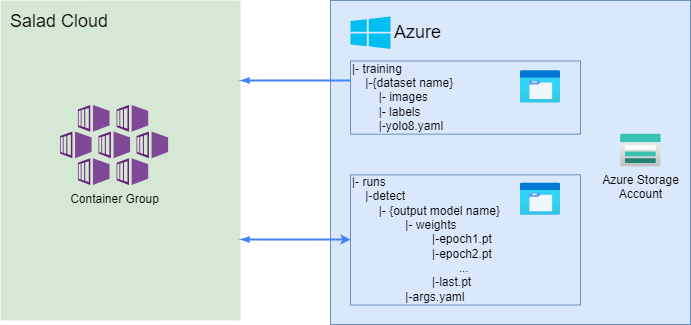 Salad Cloud
Container Group
Azure
|- training
|-{dataset name}
|- images
|- labels
|-yolo8.yaml
|- runs
|-detect
|- {output model name}
|- weights
|-epoch1.pt
|-epoch2.pt
...
|-last.pt
|-args.yaml
Azure Storage
Account